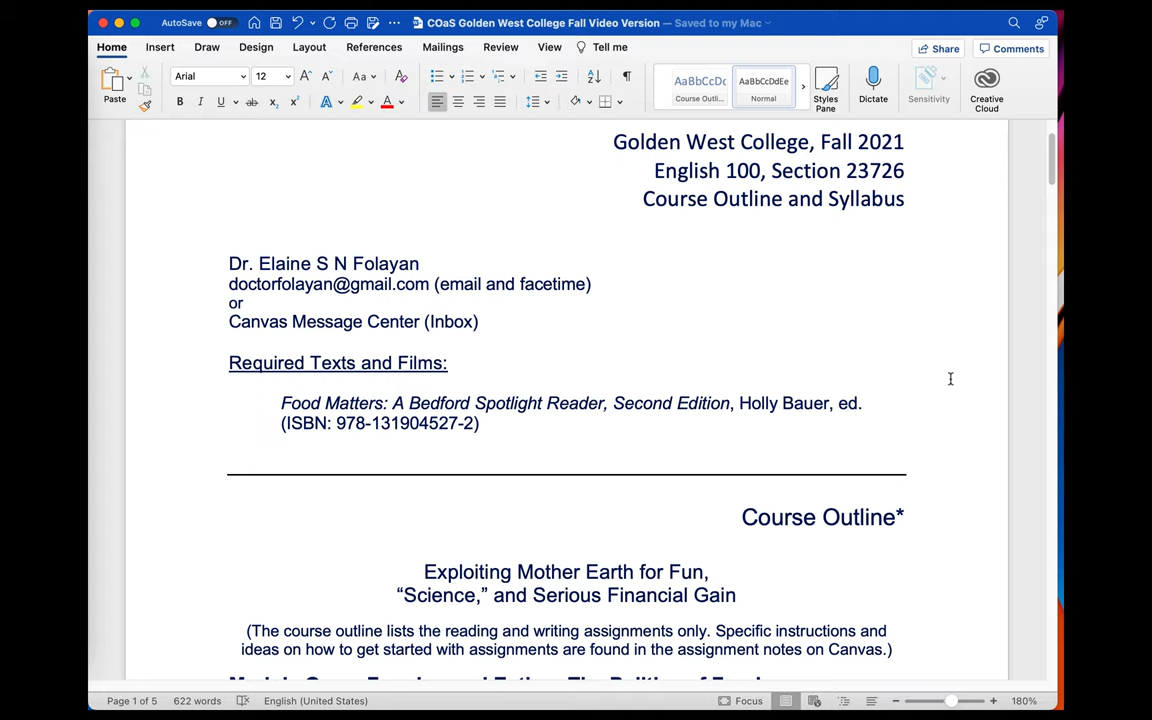 AutoSave OFF COaS Golden West College Fall Video Version — Saved to my Mac
Home Insert Draw Design Layout References Mailings Review View Tell me Share Comments
Paste Arial 12 Aa AaBbCcDc Course Outli... AaBbCcDdEe Normal Styles Pane Dictate Sensitivity Creative Cloud
Golden West College, Fall 2021
English 100, Section 23726
Course Outline and Syllabus
Dr. Elaine S N Folayan
doctorfolayan@gmail.com (email and facetime)
or
Canvas Message Center (Inbox)
Required Texts and Films:
Food Matters: A Bedford Spotlight Reader, Second Edition, Holly Bauer, ed.
(ISBN: 978-131904527-2)
Course Outline*
Exploiting Mother Earth for Fun,
“Science,” and Serious Financial Gain
(The course outline lists the reading and writing assignments only. Specific instructions and
ideas on how to get started with assignments are found in the assignment notes on Canvas.)
Page 1 of 5 622 words English (United States) Focus 180%